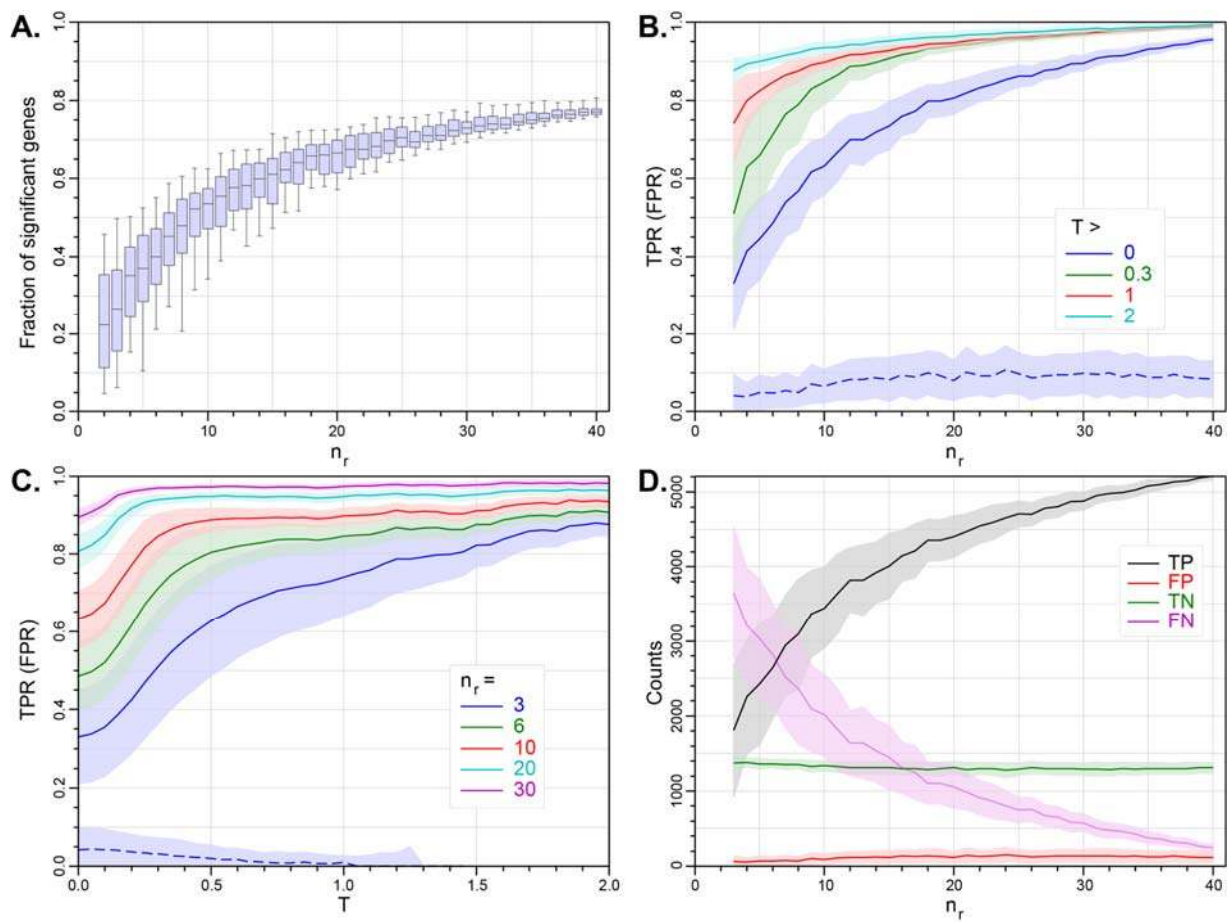 A.
Fraction of significant genes
0.0 0.2 0.4 0.6 0.8 1.0
0 10 20 30 40
n_r
B.
TPR (FPR)
0.0 0.2 0.4 0.6 0.8 1.0
T >
0
0.3
1
2
0 10 20 30 40
n_r
C.
TPR (FPR)
0.0 0.2 0.4 0.6 0.8 1.0
n_r =
3
6
10
20
30
0.0 0.5 1.0 1.5 2.0
T
D.
Counts
0 1000 2000 3000 4000 5000
TP
FP
TN
FN
0 10 20 30 40
n_r